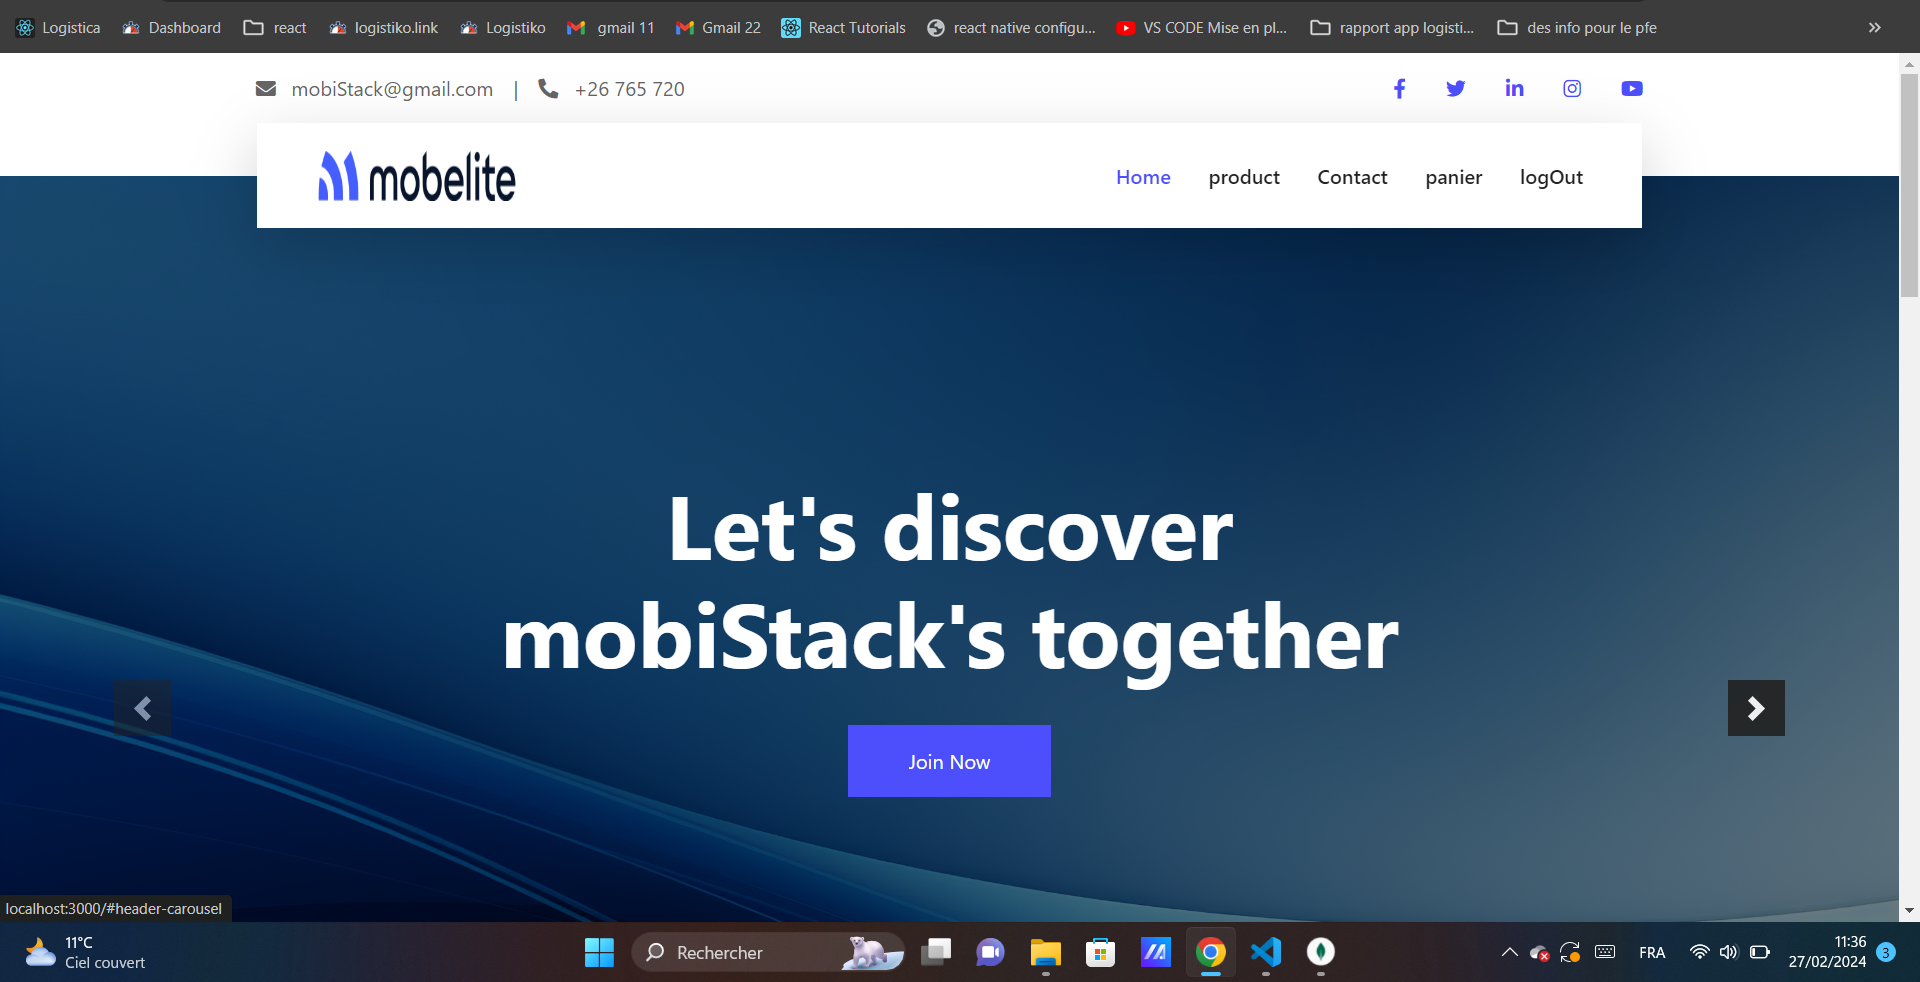 Logistica Dashboard react logistiko.link Logistiko gmail 11 Gmail 22 React Tutorials react native configu... VS CODE Mise en pl... rapport app logisti... des info pour le pfe
mobiStack@gmail.com | +26 765 720
mobelite Home product Contact panier logOut
Let's discover
mobiStack's together
Join Now
localhost:3000/#header-carousel
11°C
Ciel couvert
Rechercher
FRA
11:36
27/02/2024
3